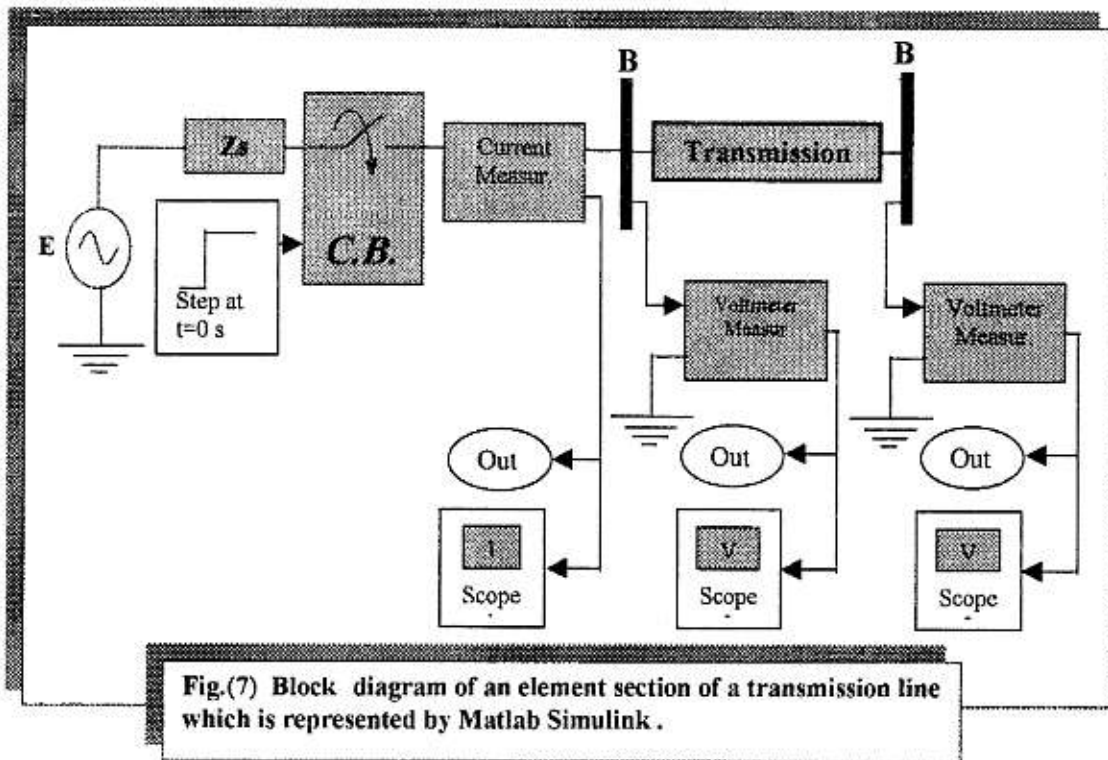 B
B
Zs
Current
Measur.
Transmission
E
C.B.
Step at
t=0 s
Voltmeter
Measur
Voltmeter
Measur.
Out
Out
Out
I
V
V
Scope
Scope
Scope
Fig.(7) Block diagram of an element section of a transmission line
which is represented by Matlab Simulink .